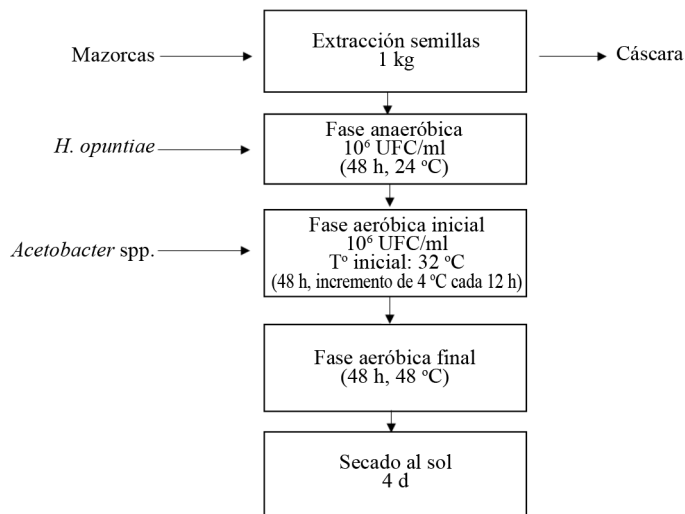 Mazorcas
Extracción semillas
1 kg
Cáscara
H. opuntiae
Fase anaeróbica
10⁶ UFC/ml
(48 h, 24 ºC)
Acetobacter spp.
Fase aeróbica inicial
10⁶ UFC/ml
Tº inicial: 32 ºC
(48 h, incremento de 4 ºC cada 12 h)
Fase aeróbica final
(48 h, 48 ºC)
Secado al sol
4 d